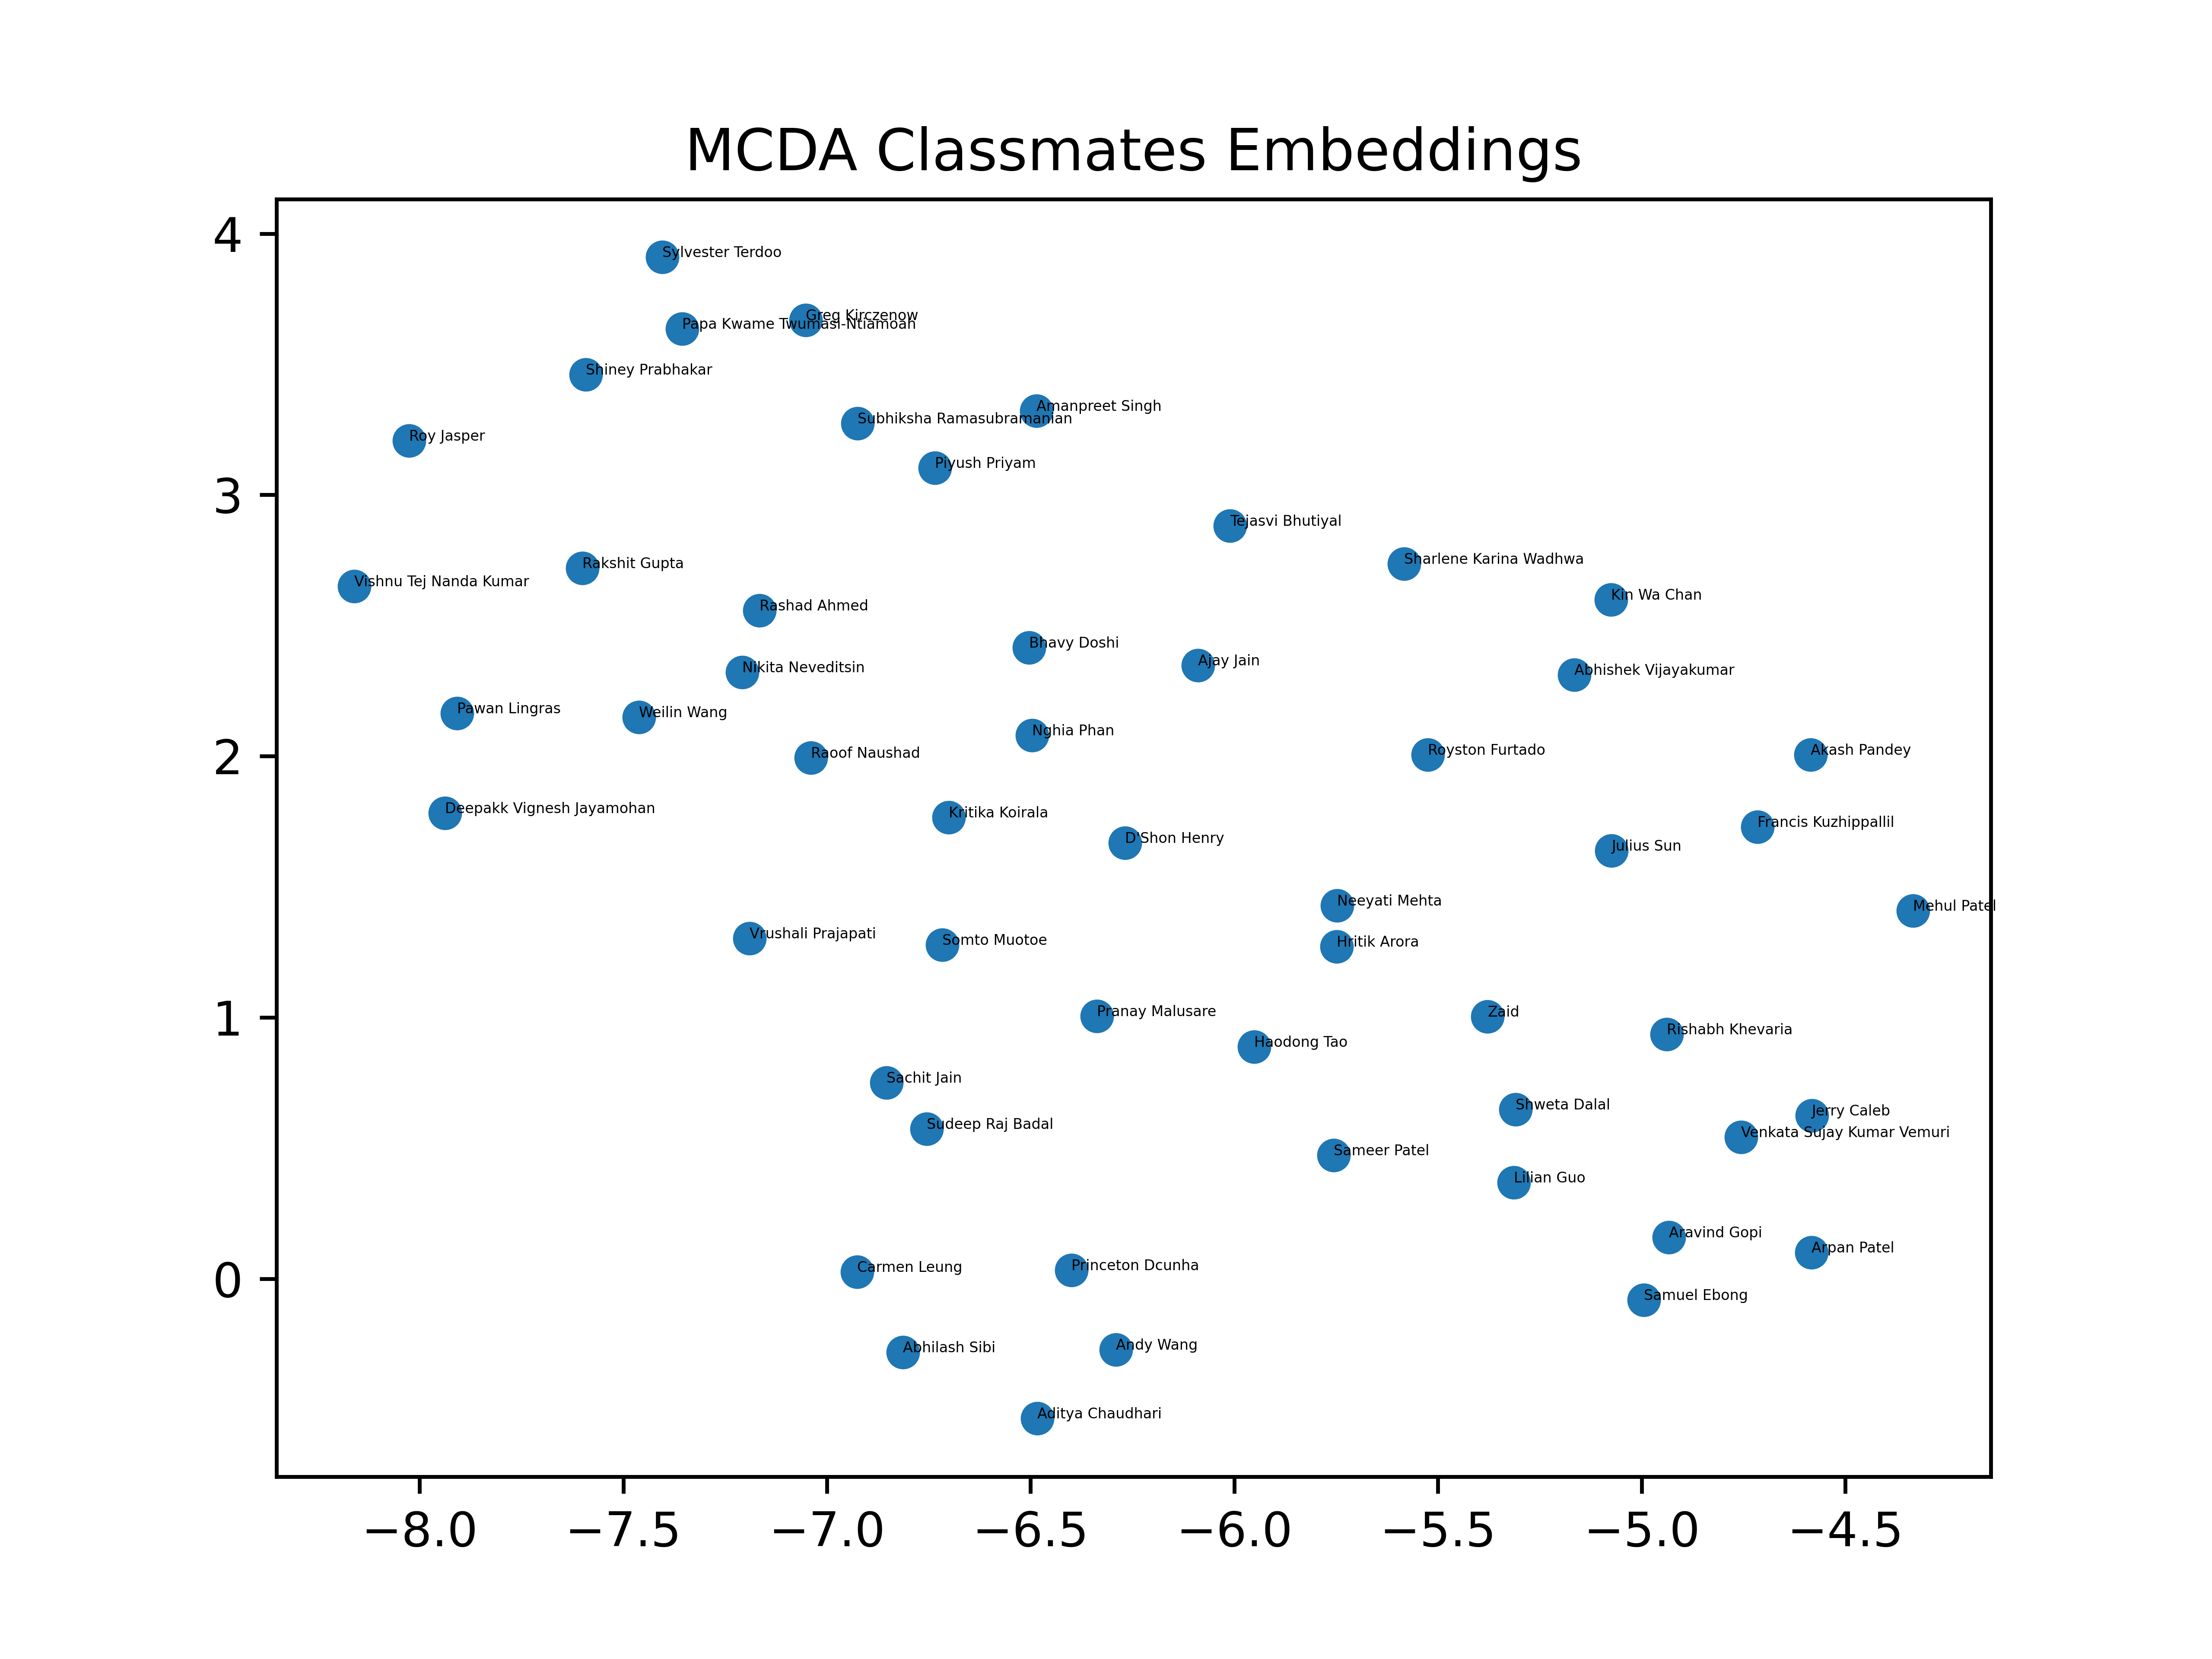 MCDA Classmates Embeddings
4
Sylvester Terdoo
Greg Kirczenow
Papa Kwame Twumasi-Ntiamoah
Shiney Prabhakar
Amanpreet Singh
Subhiksha Ramasubramanian
Roy Jasper
Piyush Priyam
3
Tejasvi Bhutiyal
Sharlene Karina Wadhwa
Rakshit Gupta
Vishnu Tej Nanda Kumar
Kin Wa Chan
Rashad Ahmed
Bhavy Doshi
Ajay Jain
Nikita Neveditsin
Abhishek Vijayakumar
Pawan Lingras
Weilin Wang
Nghia Phan
2
Raoof Naushad
Royston Furtado
Akash Pandey
Deepakk Vignesh Jayamohan
Kritika Koirala
Francis Kuzhippallil
D'Shon Henry
Julius Sun
Neeyati Mehta
Mehul Patel
Vrushali Prajapati
Somto Muotoe
Hritik Arora
1
Pranay Malusare
Zaid
Rishabh Khevaria
Haodong Tao
Sachit Jain
Shweta Dalal
Jerry Caleb
Sudeep Raj Badal
Venkata Sujay Kumar Vemuri
Sameer Patel
Lilian Guo
Aravind Gopi
Arpan Patel
0
Carmen Leung
Princeton Dcunha
Samuel Ebong
Abhilash Sibi
Andy Wang
Aditya Chaudhari
−8.0 −7.5 −7.0 −6.5 −6.0 −5.5 −5.0 −4.5